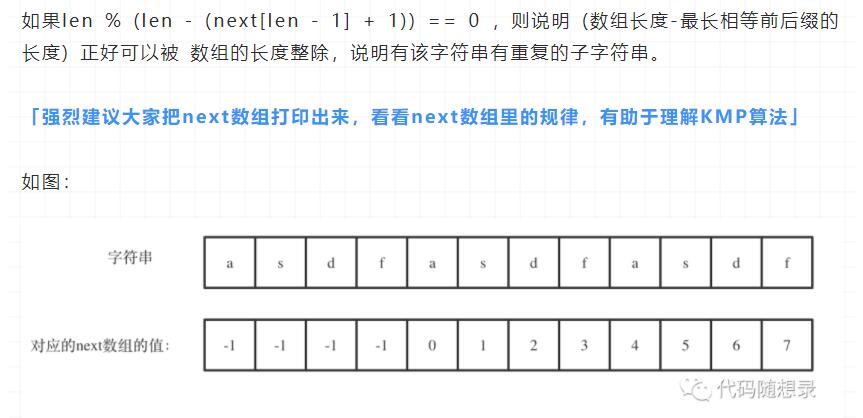 如果len % (len - (next[len - 1] + 1)) == 0 ，则说明 (数组长度-最长相等前后缀的
长度) 正好可以被 数组的长度整除，说明有该字符串有重复的子字符串。
「强烈建议大家把next数组打印出来，看看next数组里的规律，有助于理解KMP算法」
如图：
字符串 a s d f a s d f a s d f
对应的next数组的值： -1 -1 -1 -1 0 1 2 3 4 5 6 7
代码随想录